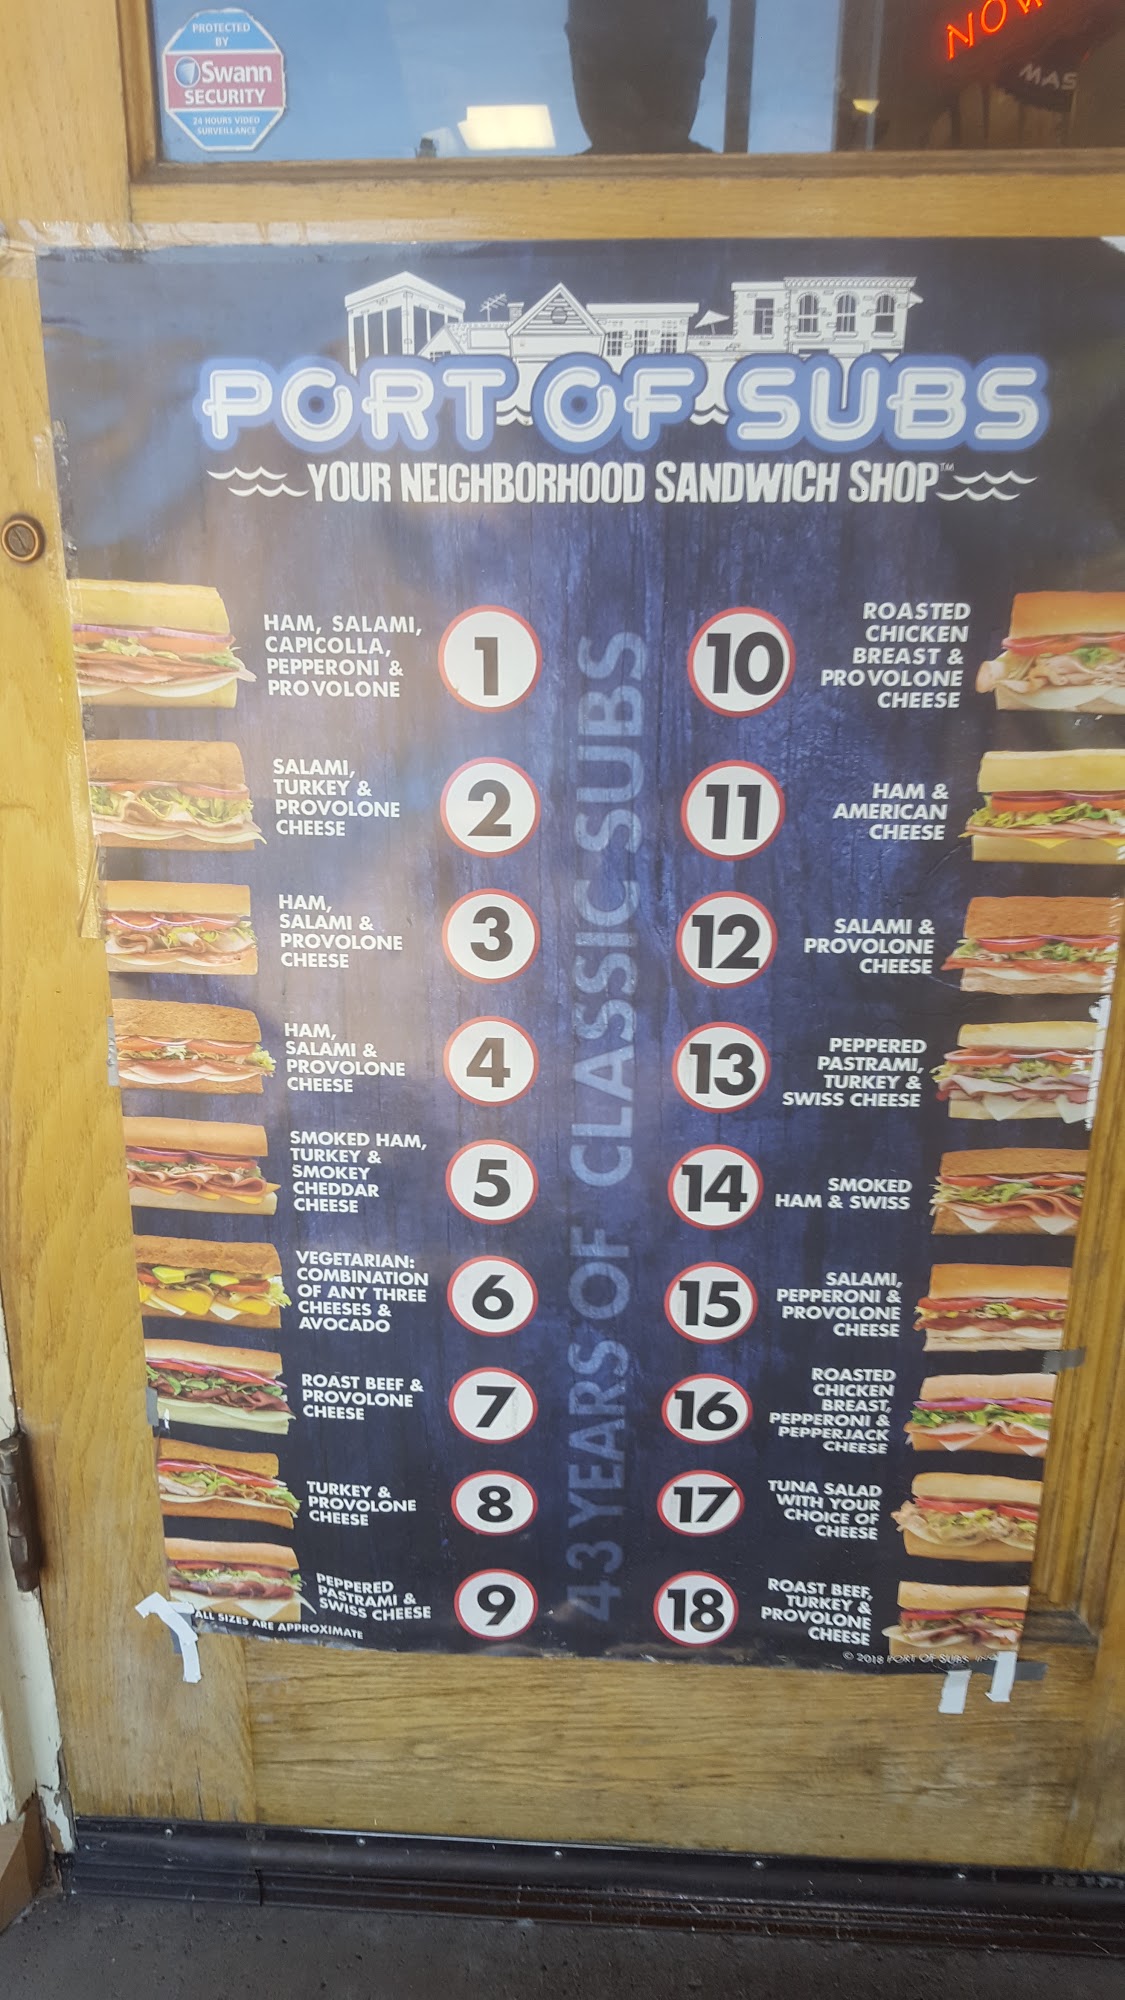 PROTECTED
BY
Swann
SECURITY
24 HOURS VIDEO
SURVEILLANCE
NOW
MAS
PORT OF SUBS
YOUR NEIGHBORHOOD SANDWICH SHOP™
43 YEARS OF CLASSIC SUBS
HAM, SALAMI,
CAPICOLLA,
PEPPERONI &
PROVOLONE
1
SALAMI,
TURKEY &
PROVOLONE
CHEESE
2
HAM,
SALAMI &
PROVOLONE
CHEESE
3
HAM,
SALAMI &
PROVOLONE
CHEESE
4
SMOKED HAM,
TURKEY &
SMOKEY
CHEDDAR
CHEESE
5
VEGETARIAN:
COMBINATION
OF ANY THREE
CHEESES &
AVOCADO
6
ROAST BEEF &
PROVOLONE
CHEESE
7
TURKEY &
PROVOLONE
CHEESE
8
PEPPERED
PASTRAMI &
SWISS CHEESE
9
ALL SIZES ARE APPROXIMATE
10
ROASTED
CHICKEN
BREAST &
PROVOLONE
CHEESE
11
HAM &
AMERICAN
CHEESE
12
SALAMI &
PROVOLONE
CHEESE
13
PEPPERED
PASTRAMI,
TURKEY &
SWISS CHEESE
14
SMOKED
HAM & SWISS
15
SALAMI,
PEPPERONI &
PROVOLONE
CHEESE
16
ROASTED
CHICKEN
BREAST,
PEPPERONI &
PEPPERJACK
CHEESE
17
TUNA SALAD
WITH YOUR
CHOICE OF
CHEESE
18
ROAST BEEF,
TURKEY &
PROVOLONE
CHEESE
© 2018 PORT OF SUBS